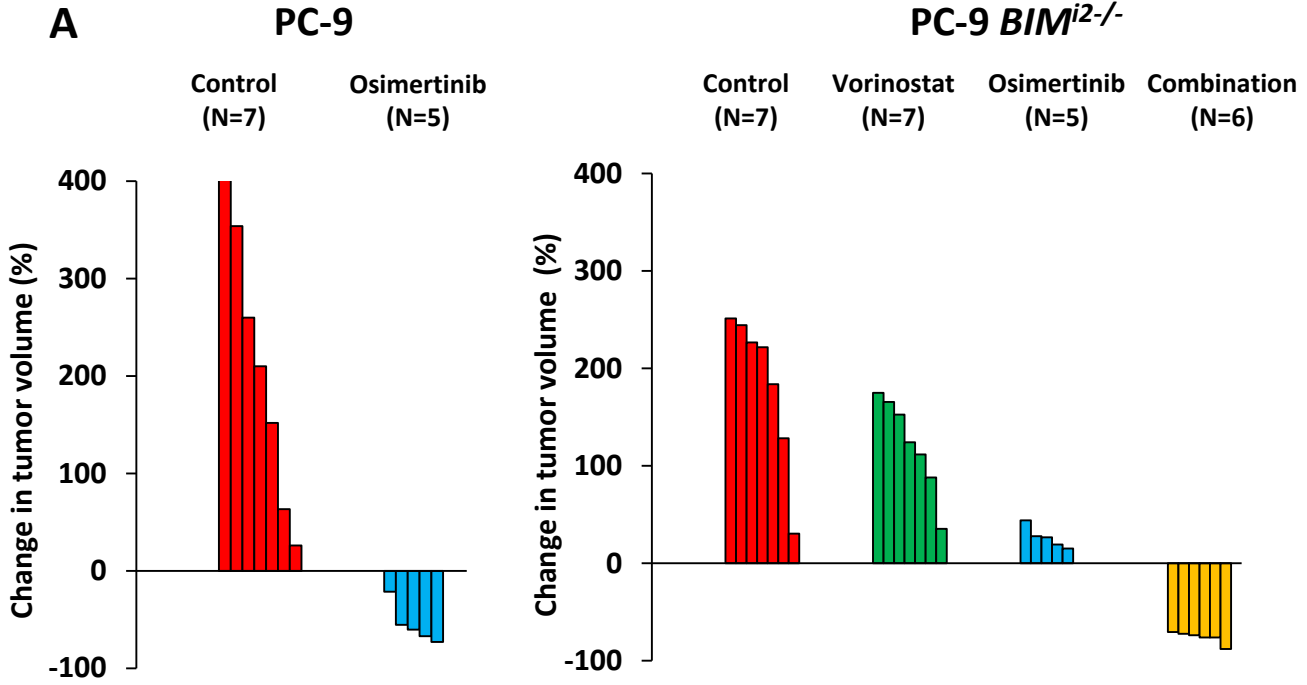 A
PC-9
Control
(N=7)
Osimertinib
(N=5)
Change in tumor volume (%)
400
300
200
100
0
-100
PC-9 BIMi2-/-
Control
(N=7)
Vorinostat
(N=7)
Osimertinib
(N=5)
Combination
(N=6)
Change in tumor volume (%)
400
300
200
100
0
-100